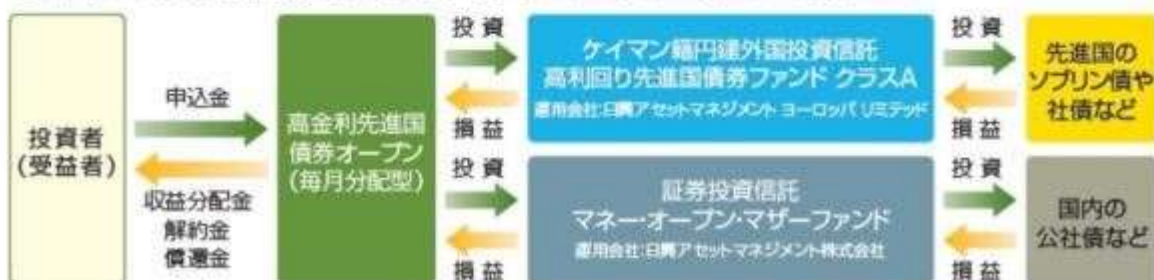 投資者
(受益者)
申込金
収益分配金
解約金
償還金
高金利先進国
債券オープン
(毎月分配型)
投資
損益
投資
損益
ケイマン籍円建外国投資信託
高利回り先進国債券ファンド クラスA
運用会社:日興アセットマネジメント ヨーロッパ リミテッド
証券投資信託
マネー・オープン・マザーファンド
運用会社:日興アセットマネジメント株式会社
投資
損益
投資
損益
先進国の
ソブリン債や
社債など
国内の
公社債など